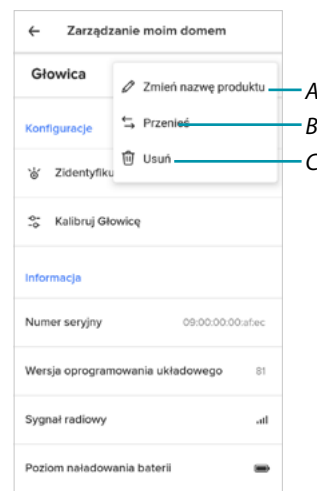 Zarządzanie moim domem
Głowica
Zmień nazwę produktu
A
Konfiguracje
Przenieś
B
Usuń
C
Zidentyfiku
Kalibruj Głowicę
Informacja
Numer seryjny 09:00:00:00:af:ec
Wersja oprogramowania układowego 81
Sygnał radiowy
Poziom naładowania baterii